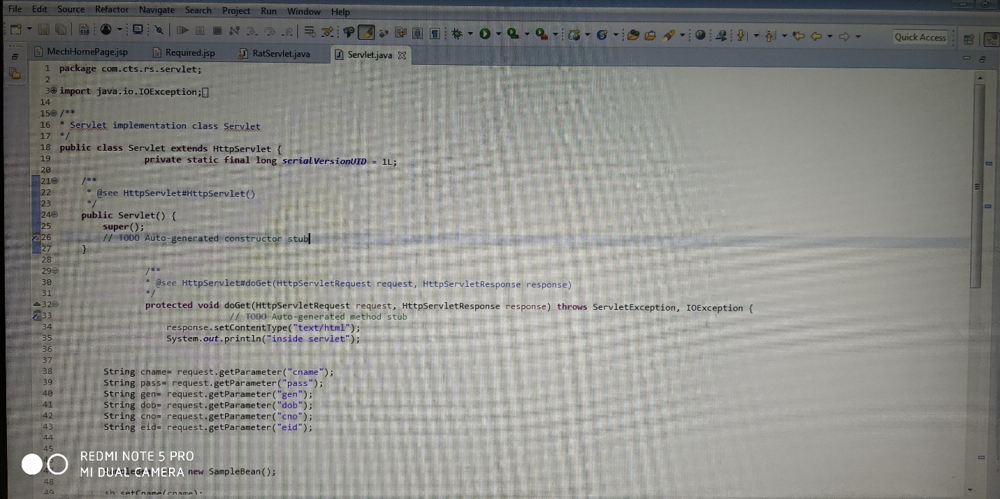 File Edit Source Refactor Navigate Search Project Run Window Help
Quick Access
MechHomePage.jsp Required.jsp RatServlet.java Servlet.java
1 package com.cts.rs.servlet;
2
3 import java.io.IOException;
14
15 /**
16 * Servlet implementation class Servlet
17 */
18 public class Servlet extends HttpServlet {
19 private static final long serialVersionUID = 1L;
20
21 /**
22 * @see HttpServlet#HttpServlet()
23 */
24 public Servlet() {
25 super();
26 // TODO Auto-generated constructor stub
27 }
28
29 /**
30 * @see HttpServlet#doGet(HttpServletRequest request, HttpServletResponse response)
31 */
32 protected void doGet(HttpServletRequest request, HttpServletResponse response) throws ServletException, IOException {
33 // TODO Auto-generated method stub
34 response.setContentType("text/html");
35 System.out.println("inside servlet");
36
37
38 String cname= request.getParameter("cname");
39 String pass= request.getParameter("pass");
40 String gen= request.getParameter("gen");
41 String dob= request.getParameter("dob");
42 String cno= request.getParameter("cno");
43 String eid= request.getParameter("eid");
44
45
REDMI NOTE 5 PRO
MI DUAL CAMERA
new SampleBean();
48
49 sb.setCname(cname);